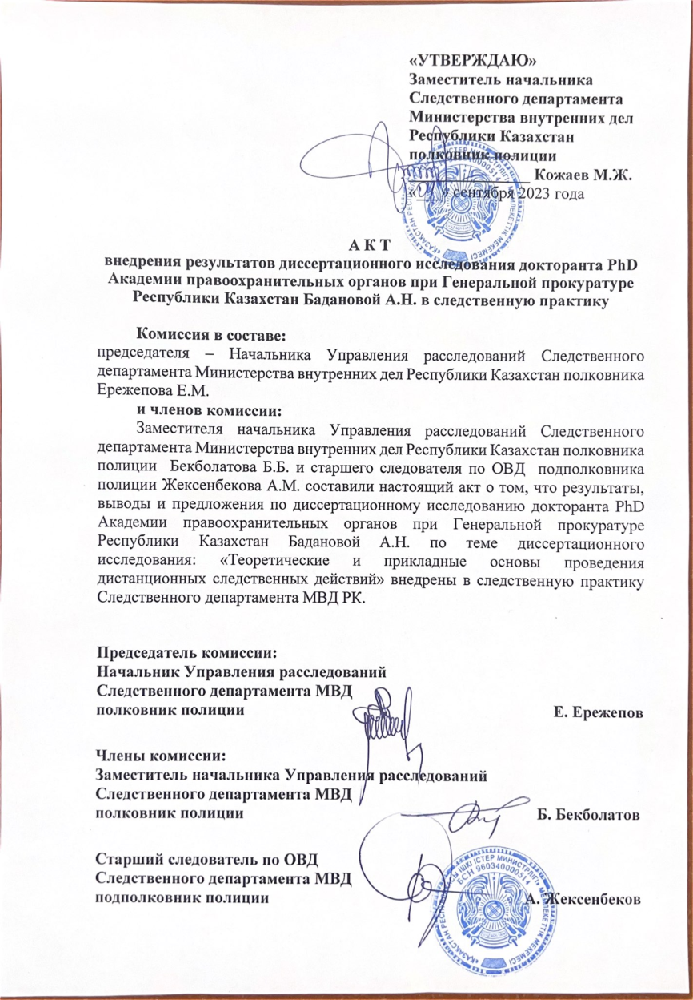 «УТВЕРЖДАЮ»
Заместитель начальника
Следственного департамента
Министерства внутренних дел
Республики Казахстан
полковник полиции
Кожаев М.Ж.
« » сентября 2023 года
А К Т
внедрения результатов диссертационного исследования докторанта PhD
Академии правоохранительных органов при Генеральной прокуратуре
Республики Казахстан Бадановой А.Н. в следственную практику
Комиссия в составе:
председателя – Начальника Управления расследований Следственного
департамента Министерства внутренних дел Республики Казахстан полковника
Ережепова Е.М.
и членов комиссии:
Заместителя начальника Управления расследований Следственного
департамента Министерства внутренних дел Республики Казахстан полковника
полиции Бекболатова Б.Б. и старшего следователя по ОВД подполковника
полиции Жексенбекова А.М. составили настоящий акт о том, что результаты,
выводы и предложения по диссертационному исследованию докторанта PhD
Академии правоохранительных органов при Генеральной прокуратуре
Республики Казахстан Бадановой А.Н. по теме диссертационного
исследования: «Теоретические и прикладные основы проведения
дистанционных следственных действий» внедрены в следственную практику
Следственного департамента МВД РК.
Председатель комиссии:
Начальник Управления расследований
Следственного департамента МВД
полковник полиции Е. Ережепов
Члены комиссии:
Заместитель начальника Управления расследований
Следственного департамента МВД
полковник полиции Б. Бекболатов
Старший следователь по ОВД
Следственного департамента МВД
подполковник полиции А. Жексенбеков
ІШКІ ІСТЕР МИНИСТРЛІГІ» МЕМЛЕКЕТТІК МЕКЕМЕСІ
БСН 960340000514